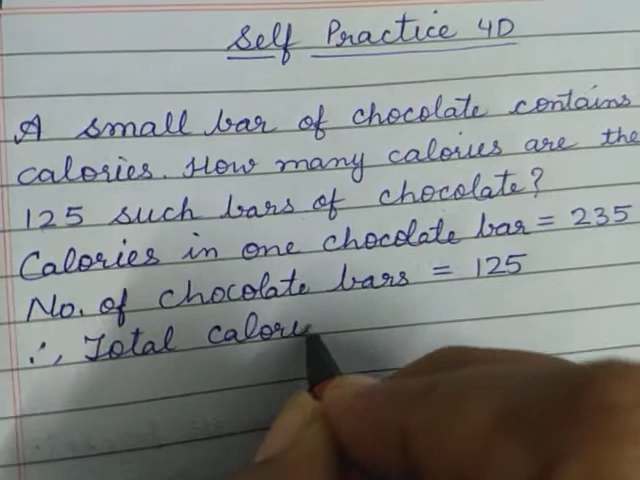 Self Practice 4D
A small bar of chocolate contains
calories. How many calories are the
125 such bars of chocolate?
Calories in one chocolate bar = 235
No. of chocolate bars = 125
∴, Total calori